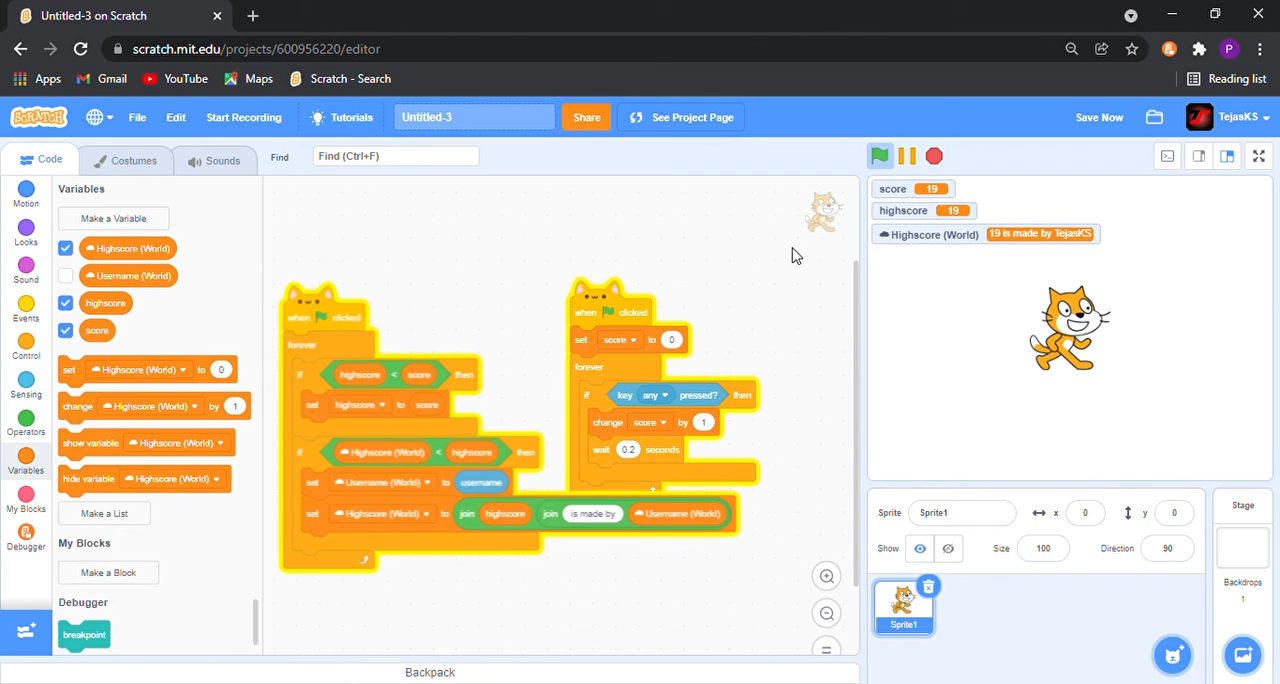 Untitled-3 on Scratch
scratch.mit.edu/projects/600956220/editor
P
Apps Gmail YouTube Maps Scratch - Search Reading list
SCRATCH File Edit Start Recording Tutorials Untitled-3 Share See Project Page Save Now TejasKS
Code Costumes Sounds Find Find (Ctrl+F)
Motion
Looks
Sound
Events
Control
Sensing
Operators
Variables
My Blocks
Debugger
Variables
Make a Variable
Highscore (World)
Username (World)
highscore
score
set Highscore (World) to 0
change Highscore (World) by 1
show variable Highscore (World)
hide variable Highscore (World)
Make a List
My Blocks
Make a Block
Debugger
breakpoint
when clicked
forever
if highscore < score then
set highscore to score
if Highscore (World) < highscore then
set Username (World) to username
set Highscore (World) to join highscore join is made by Username (World)
when clicked
set score to 0
forever
if key any pressed? then
change score by 1
wait 0.2 seconds
score 19
highscore 19
Highscore (World) 19 is made by TejasKS
Sprite Sprite1 x 0 y 0
Show Size 100 Direction 90
Sprite1
Stage
Backdrops
1
Backpack